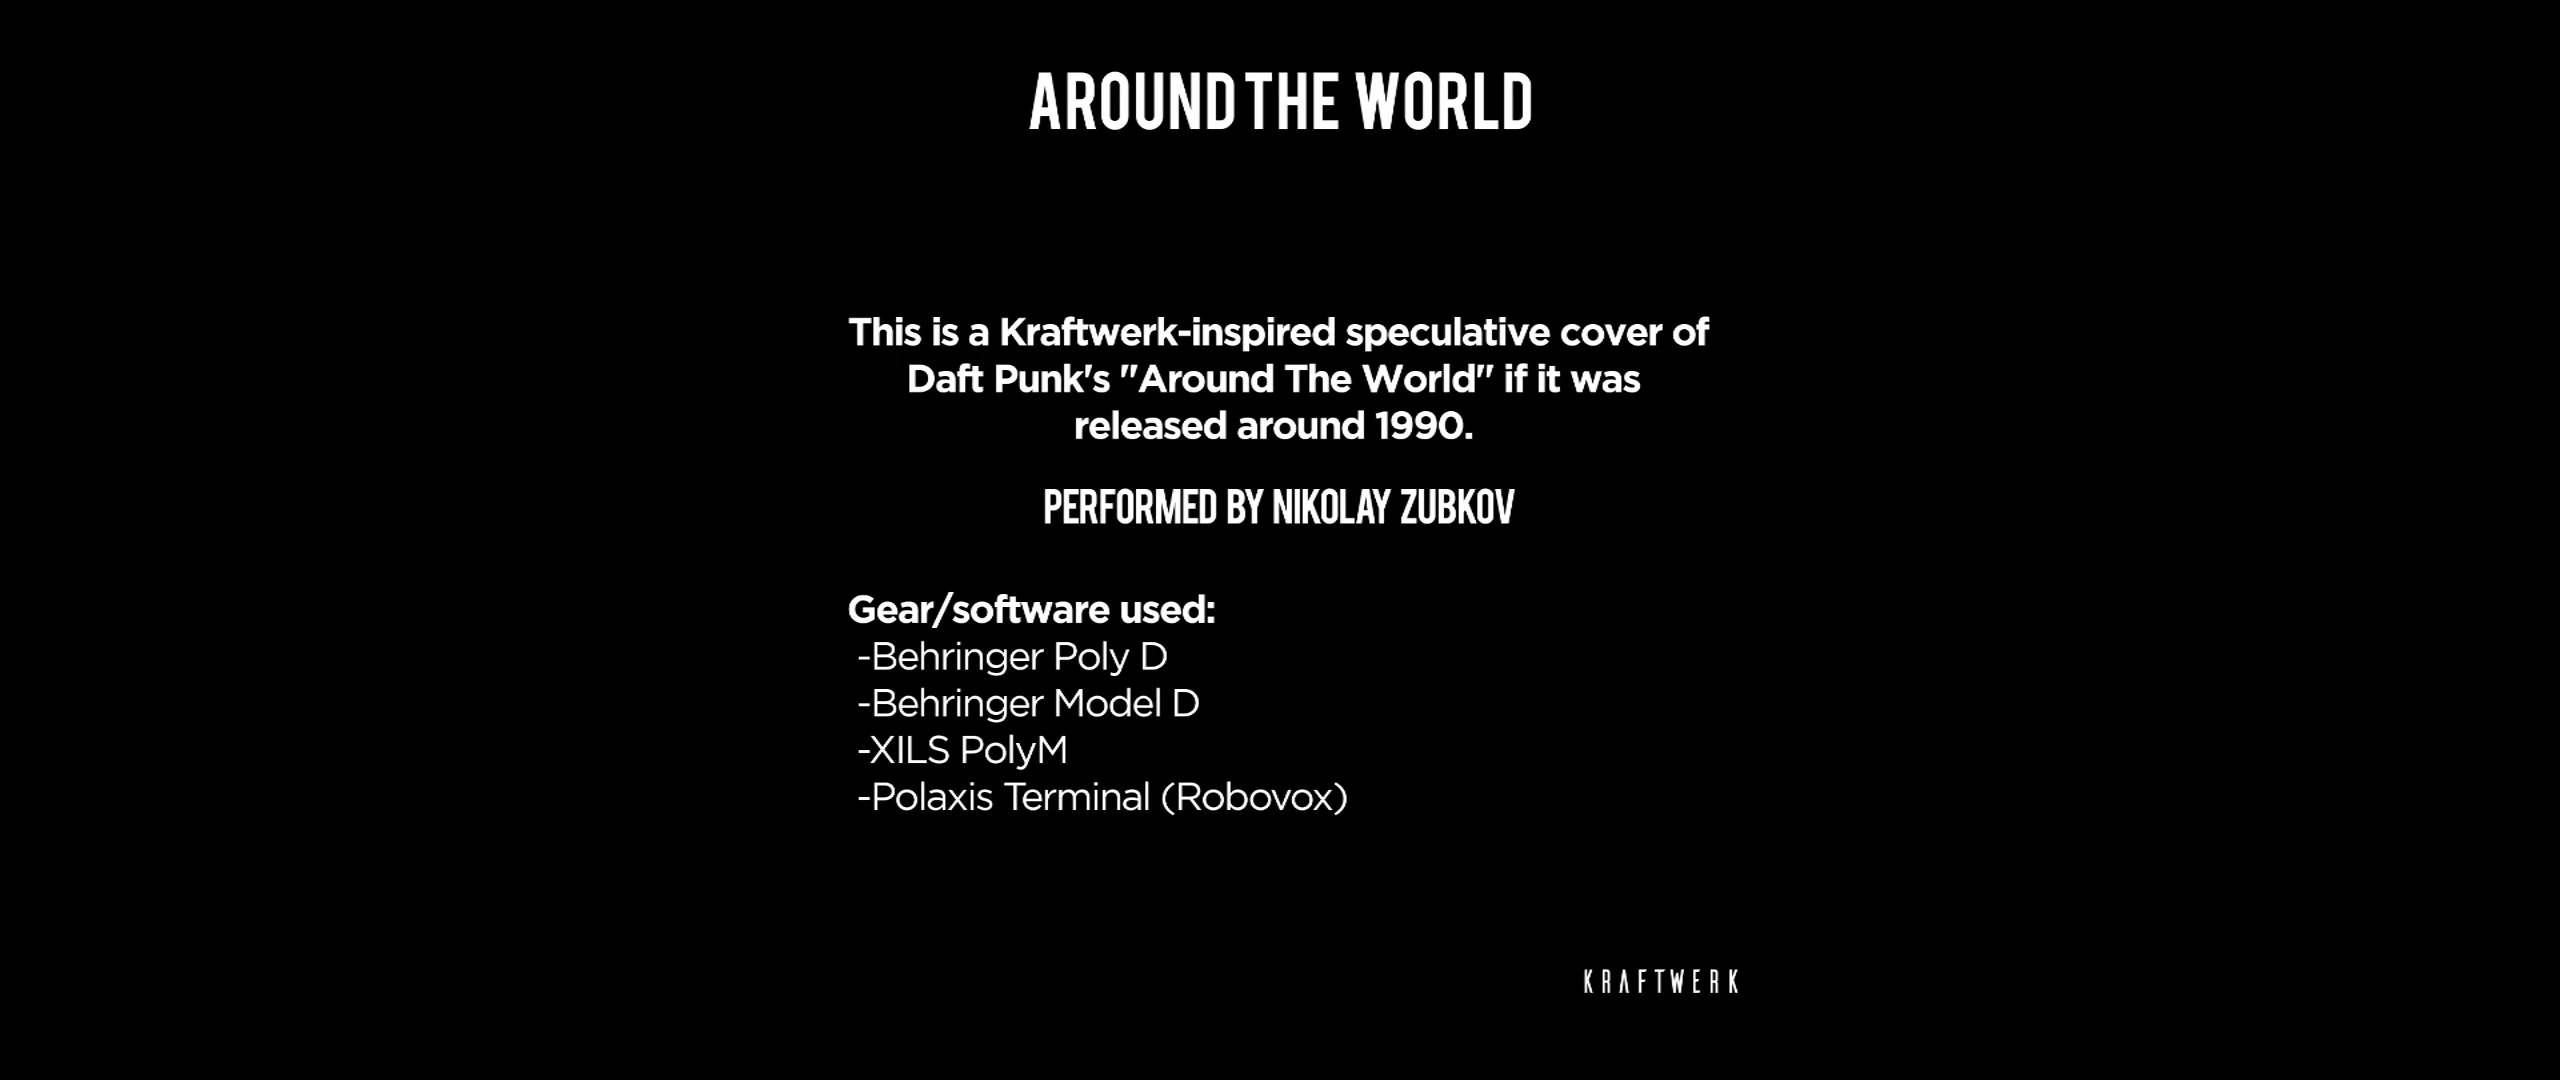 AROUND THE WORLD
This is a Kraftwerk-inspired speculative cover of
Daft Punk's "Around The World" if it was
released around 1990.
PERFORMED BY NIKOLAY ZUBKOV
Gear/software used:
-Behringer Poly D
-Behringer Model D
-XILS PolyM
-Polaxis Terminal (Robovox)
KRAFTWERK